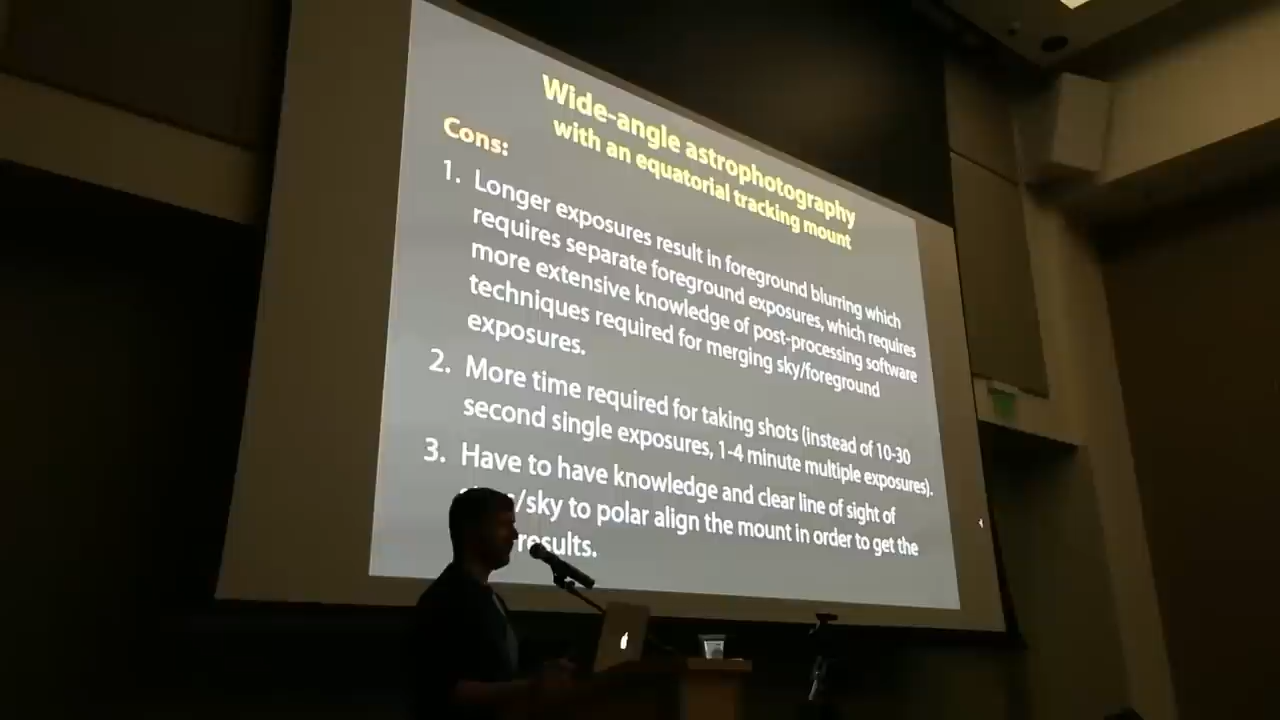 Wide-angle astrophotography
with an equatorial tracking mount
Cons:
1. Longer exposures result in foreground blurring which
requires separate foreground exposures, which requires
more extensive knowledge of post-processing software
techniques required for merging sky/foreground
exposures.
2. More time required for taking shots (instead of 10-30
second single exposures, 1-4 minute multiple exposures).
3. Have to have knowledge and clear line of sight of
/sky to polar align the mount in order to get the
results.